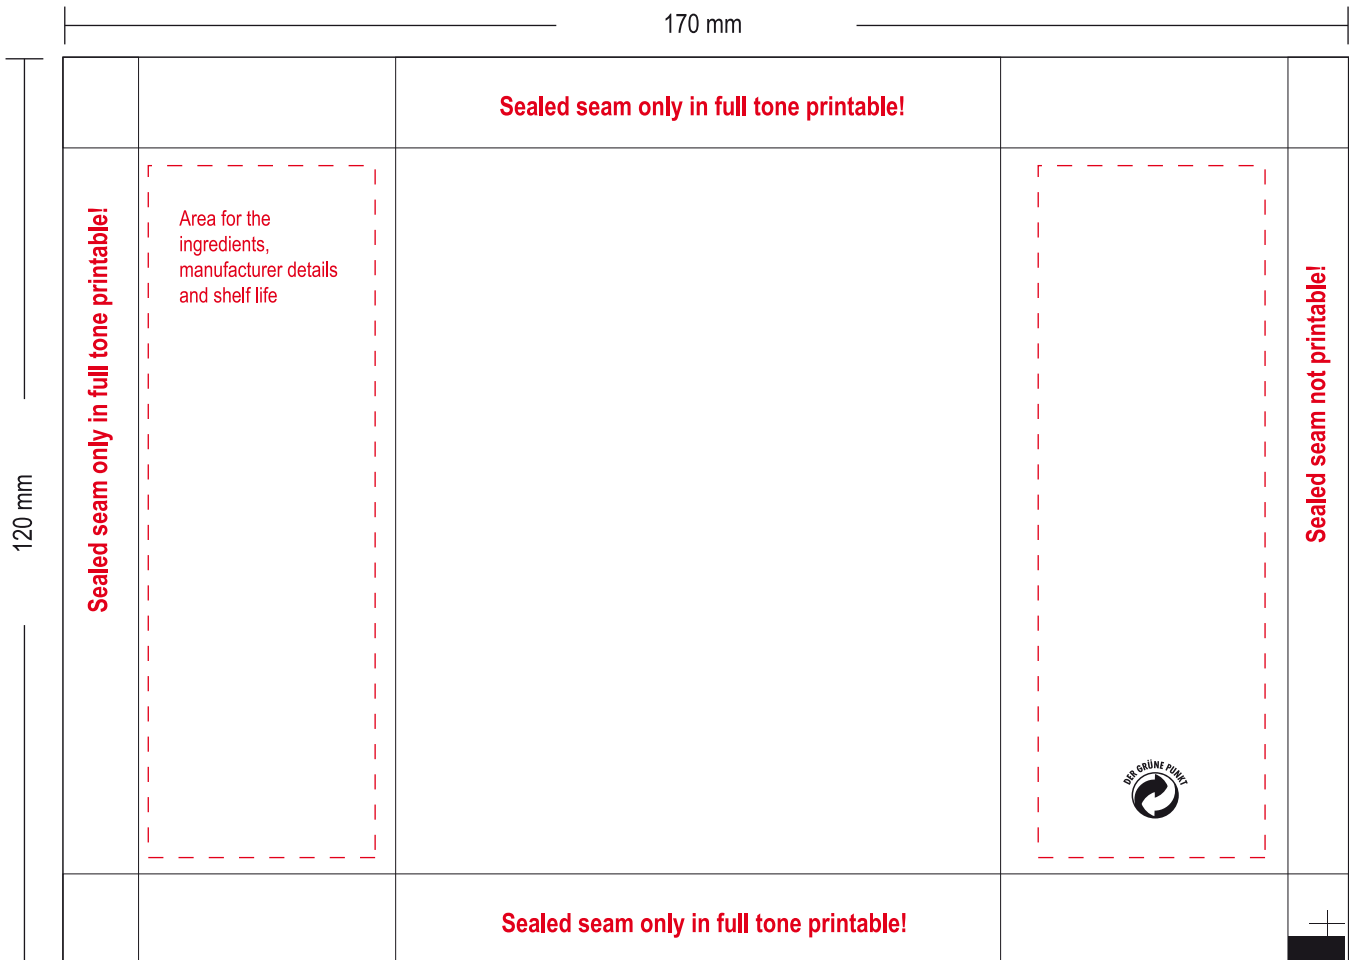 170 mm
Sealed seam only in full tone printable!
Sealed seam only in full tone printable!
Area for the
ingredients,
manufacturer details
and shelf life
Sealed seam not printable!
120 mm
DER GRÜNE PUNKT
Sealed seam only in full tone printable!